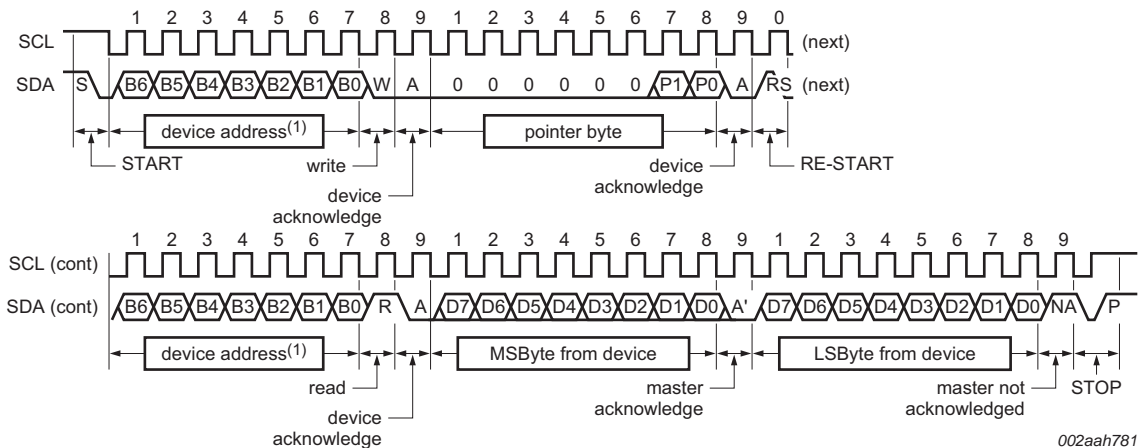 1 2 3 4 5 6 7 8 9 1 2 3 4 5 6 7 8 9 0
SCL (next)
SDA S B6 B5 B4 B3 B2 B1 B0 W A 0 0 0 0 0 0 P1 P0 A RS (next)
device address(1) pointer byte
START write device RE-START
acknowledge
device
acknowledge
1 2 3 4 5 6 7 8 9 1 2 3 4 5 6 7 8 9 1 2 3 4 5 6 7 8 9
SCL (cont)
SDA (cont) B6 B5 B4 B3 B2 B1 B0 R A D7 D6 D5 D4 D3 D2 D1 D0 A' D7 D6 D5 D4 D3 D2 D1 D0 NA P
device address(1) MSByte from device LSByte from device
read master master not STOP
acknowledge acknowledged
device
acknowledge
002aah781